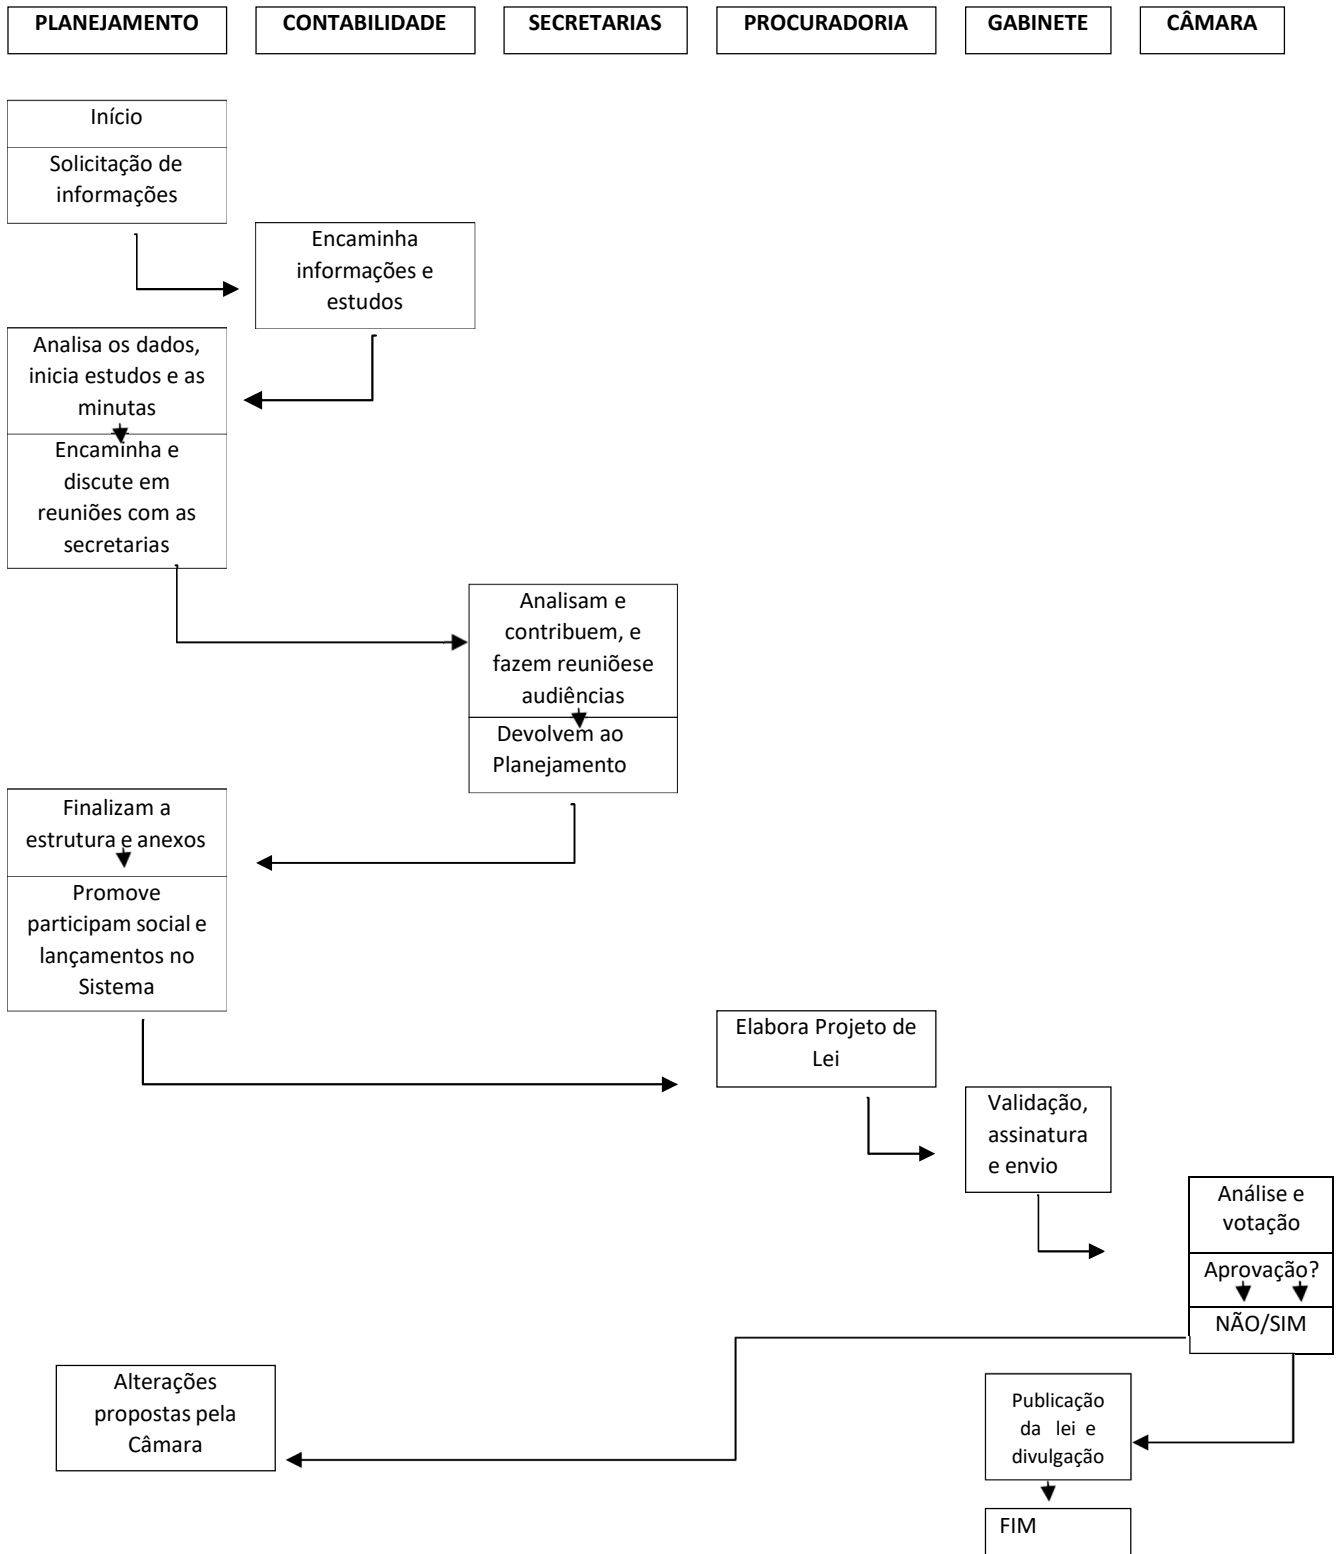 PLANEJAMENTO
CONTABILIDADE
SECRETARIAS
PROCURADORIA
GABINETE
CÂMARA
Início
Solicitação de
informações
Encaminha
informações e
estudos
Analisa os dados,
inicia estudos e as
minutas
Encaminha e
discute em
reuniões com as
secretarias
Analisam e
contribuem, e
fazem reuniõese
audiências
Devolvem ao
Planejamento
Finalizam a
estrutura e anexos
Promove
participam social e
lançamentos no
Sistema
Elabora Projeto de
Lei
Validação,
assinatura
e envio
Análise e
votação
Aprovação?
NÃO/SIM
Alterações
propostas pela
Câmara
Publicação
da lei e
divulgação
FIM